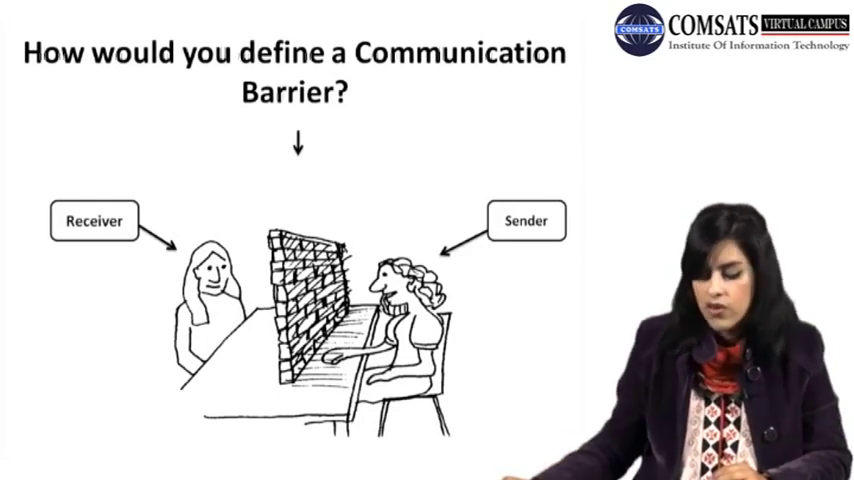 How would you define a Communication
Barrier?
Receiver
Sender
COMSATS
COMSATS VIRTUAL CAMPUS
Institute Of Information Technology